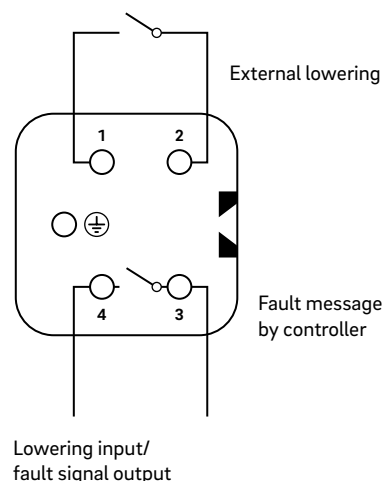 External lowering
1 2
4 3
Fault message
by controller
Lowering input/
fault signal output